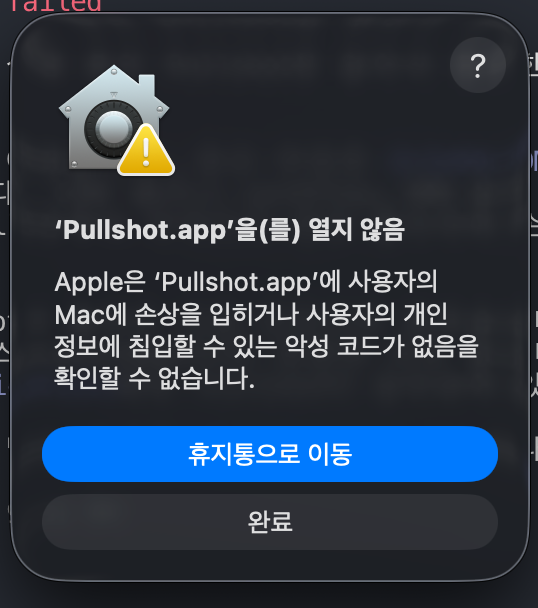 failed
?
‘Pullshot.app’을(를) 열지 않음
Apple은 ‘Pullshot.app’에 사용자의
Mac에 손상을 입히거나 사용자의 개인
정보에 침입할 수 있는 악성 코드가 없음을
확인할 수 없습니다.
휴지통으로 이동
완료